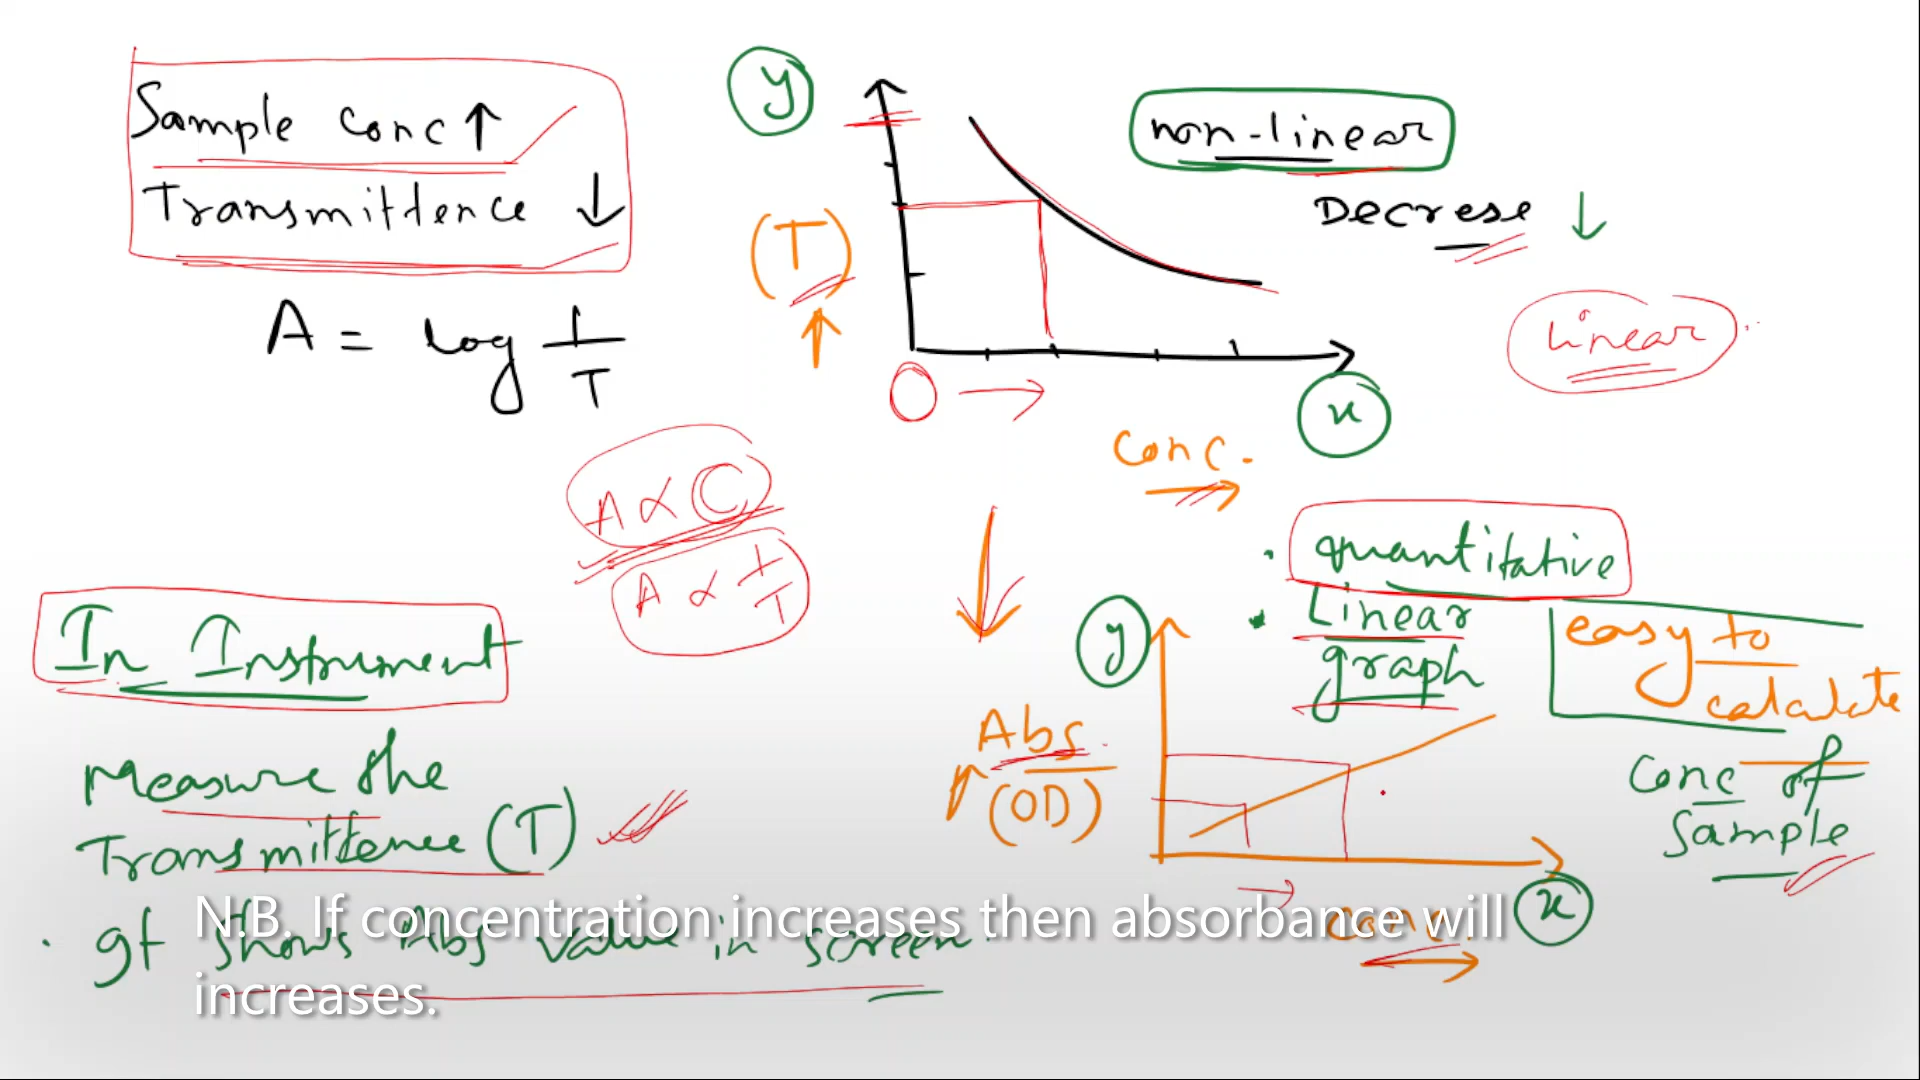 Sample conc ↑
Transmittence ↓
A = log 1/T
y
(T) ↑
0 →
x
conc. →
non-linear
Decrese ↓
Linear
A ∝ C
A ∝ 1/T
In Instrument
Measure the
Transmittence (T)
· It shows Abs value in screen.
· quantitative
· Linear
graph
easy to
calculate
conc of
Sample
y
Abs.
↑ (OD)
x
conc. →
N.B. If concentration increases then absorbance will
increases.